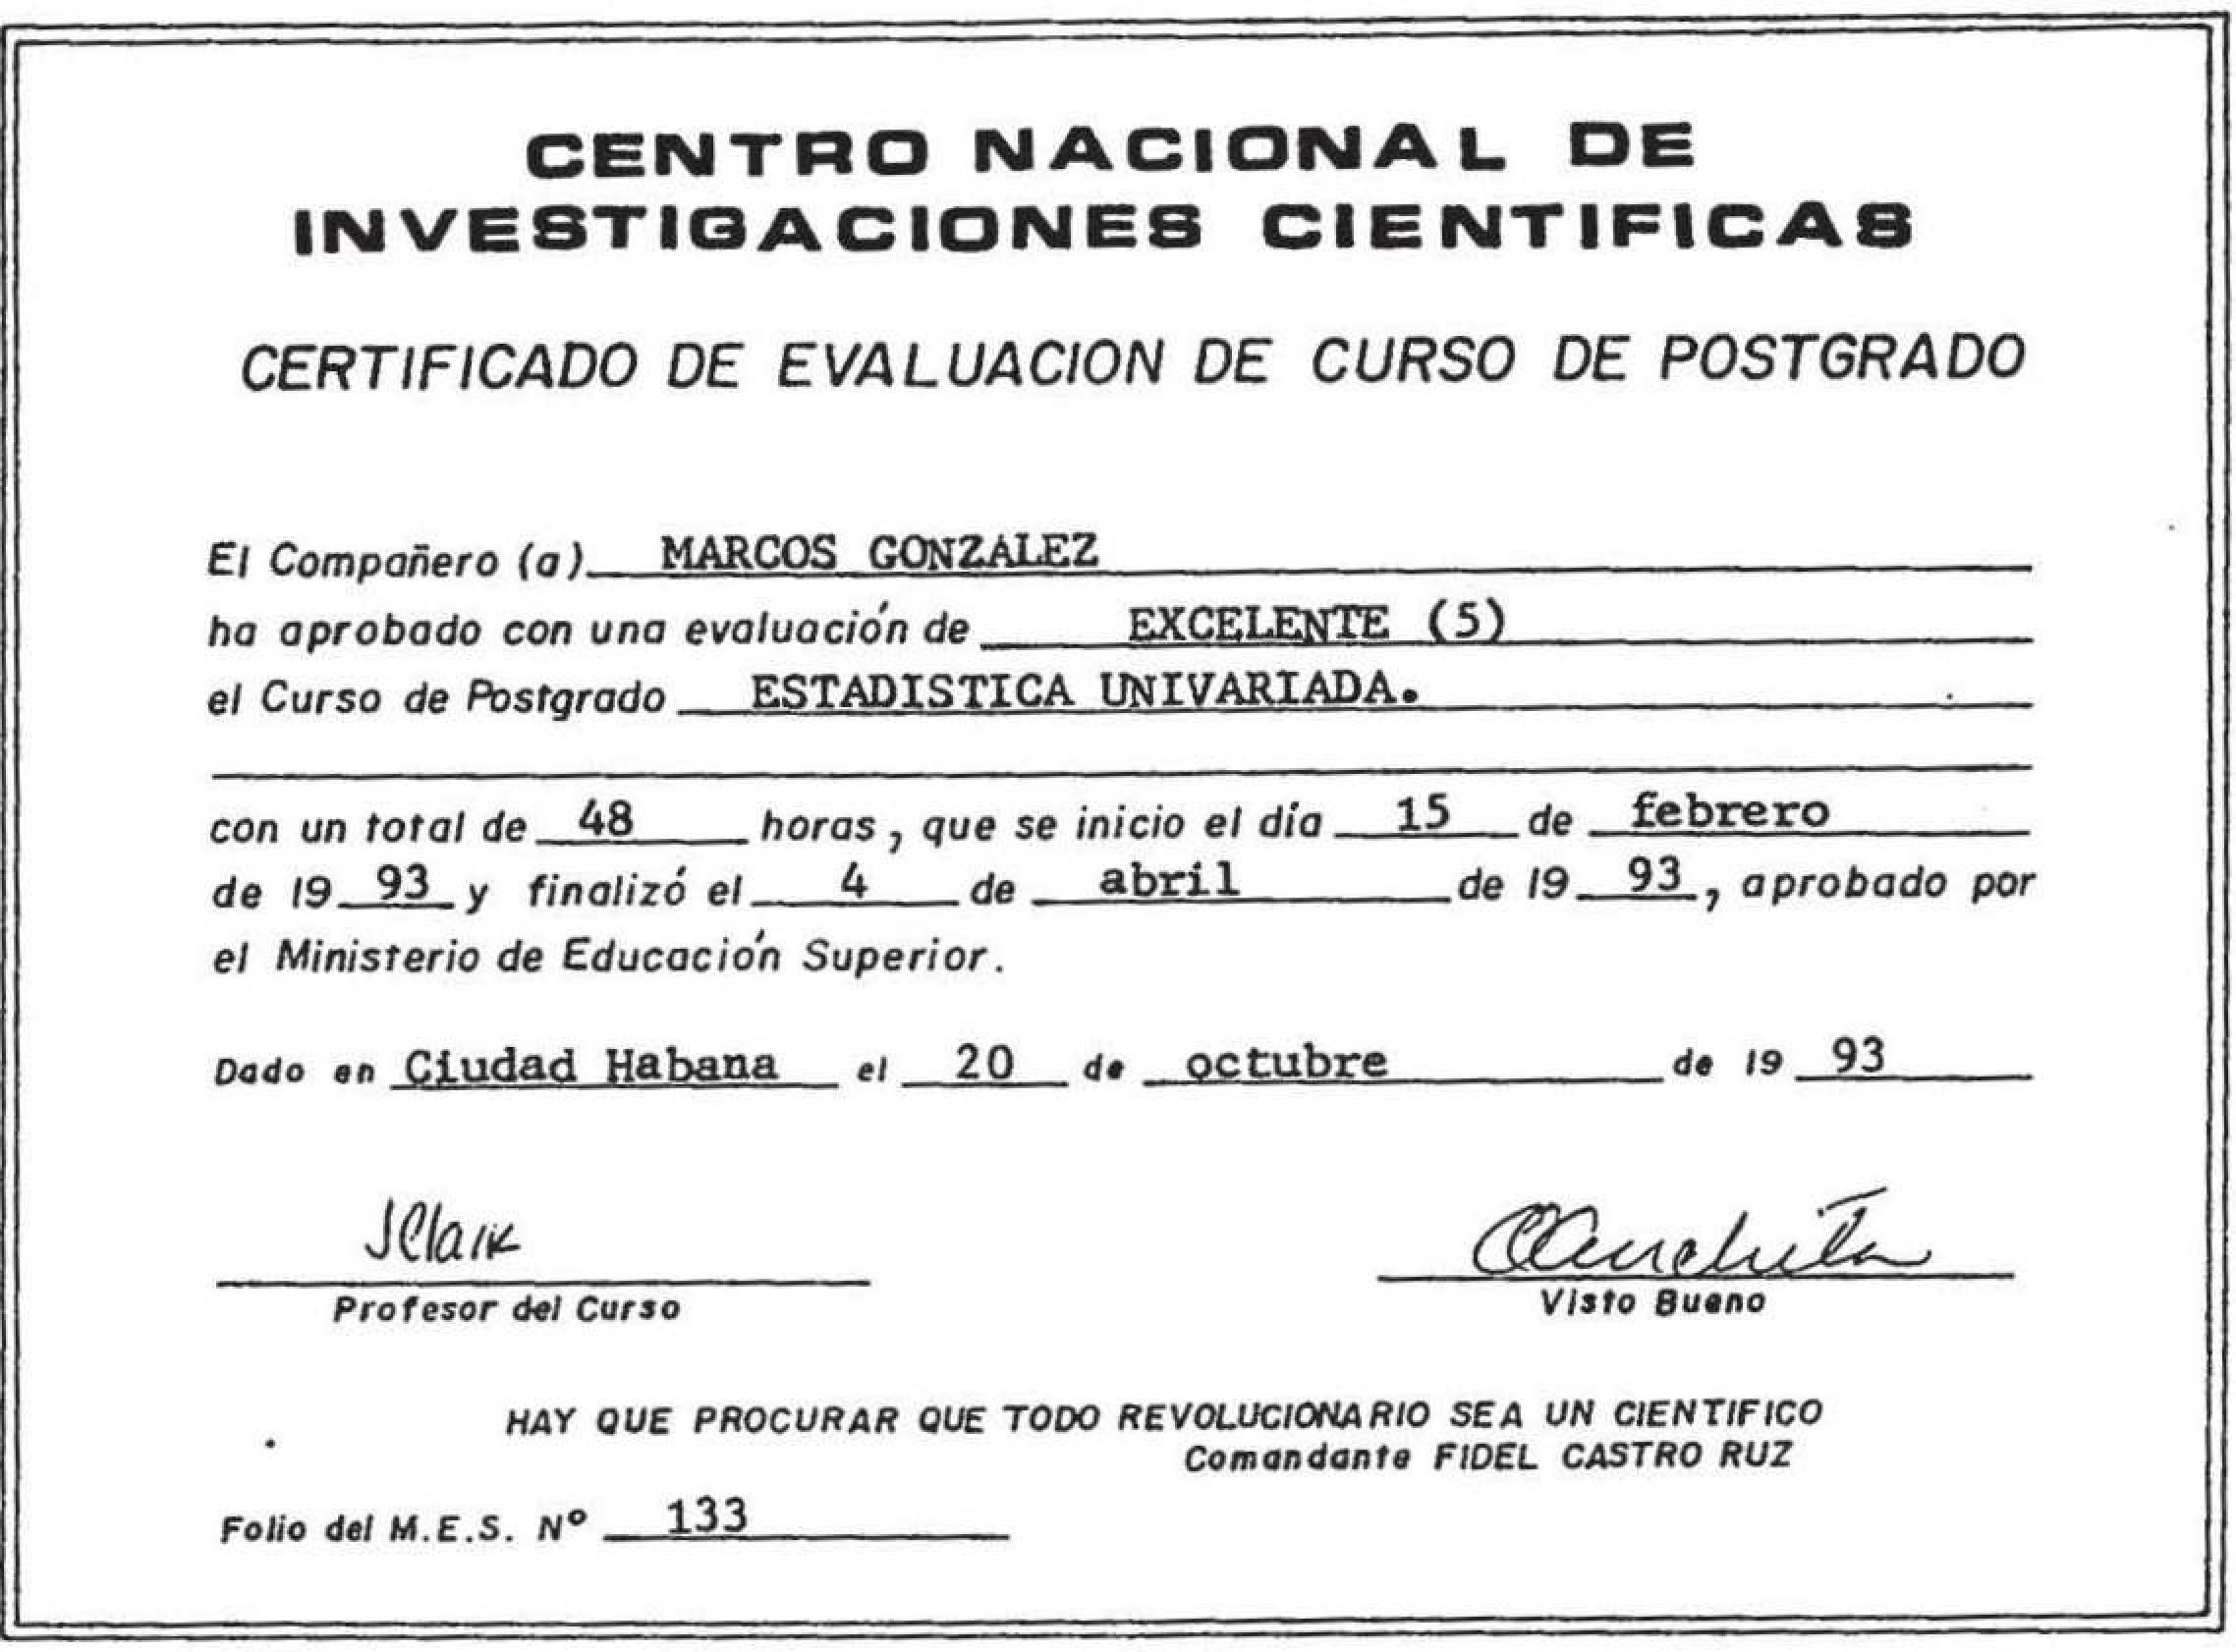 CENTRO NACIONAL DE
INVESTIGACIONES CIENTIFICAS
CERTIFICADO DE EVALUACION DE CURSO DE POSTGRADO
El Compañero (a) MARCOS GONZALEZ
ha aprobado con una evaluación de EXCELENTE (5)
el Curso de Postgrado ESTADISTICA UNIVARIADA.
con un total de 48 horas, que se inicio el día 15 de febrero
de 19 93 y finalizó el 4 de abril de 19 93, aprobado por
el Ministerio de Educación Superior.
Dado en Ciudad Habana el 20 de octubre de 19 93
Profesor del Curso
Visto Bueno
HAY QUE PROCURAR QUE TODO REVOLUCIONARIO SEA UN CIENTIFICO
Comandante FIDEL CASTRO RUZ
Folio del M.E.S. Nº 133